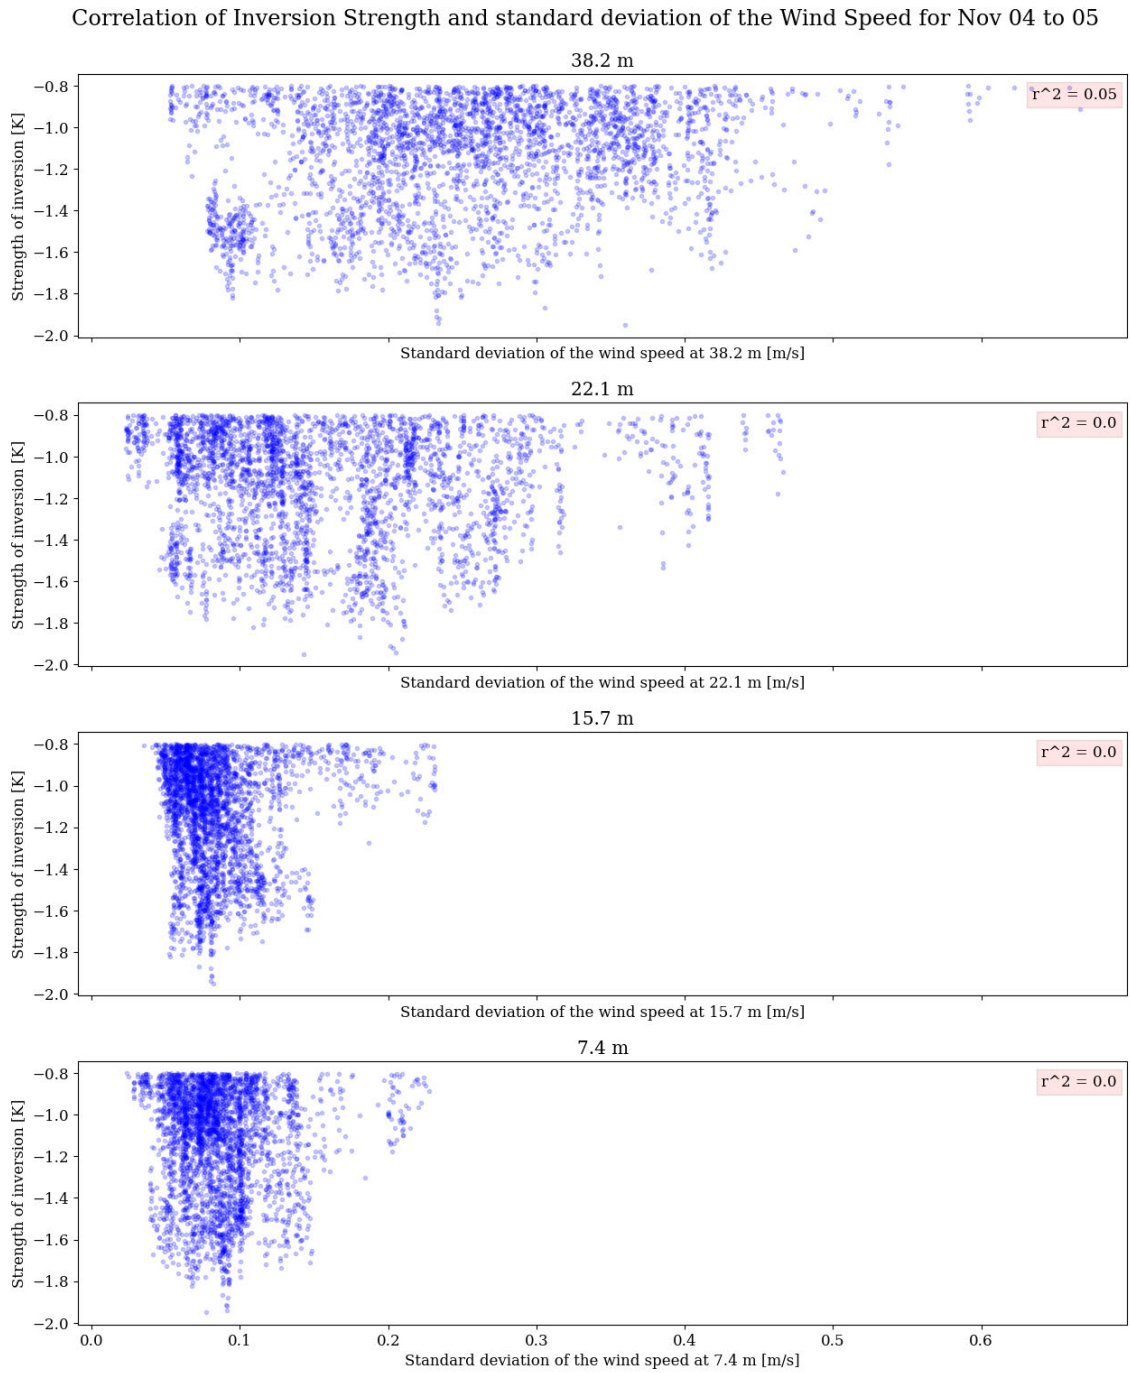 Correlation of Inversion Strength and standard deviation of the Wind Speed for Nov 04 to 05
38.2 m
r^2 = 0.05
Strength of inversion [K]
−0.8
−1.0
−1.2
−1.4
−1.6
−1.8
−2.0
Standard deviation of the wind speed at 38.2 m [m/s]
22.1 m
r^2 = 0.0
Strength of inversion [K]
−0.8
−1.0
−1.2
−1.4
−1.6
−1.8
−2.0
Standard deviation of the wind speed at 22.1 m [m/s]
15.7 m
r^2 = 0.0
Strength of inversion [K]
−0.8
−1.0
−1.2
−1.4
−1.6
−1.8
−2.0
Standard deviation of the wind speed at 15.7 m [m/s]
7.4 m
r^2 = 0.0
Strength of inversion [K]
−0.8
−1.0
−1.2
−1.4
−1.6
−1.8
−2.0
0.0 0.1 0.2 0.3 0.4 0.5 0.6
Standard deviation of the wind speed at 7.4 m [m/s]